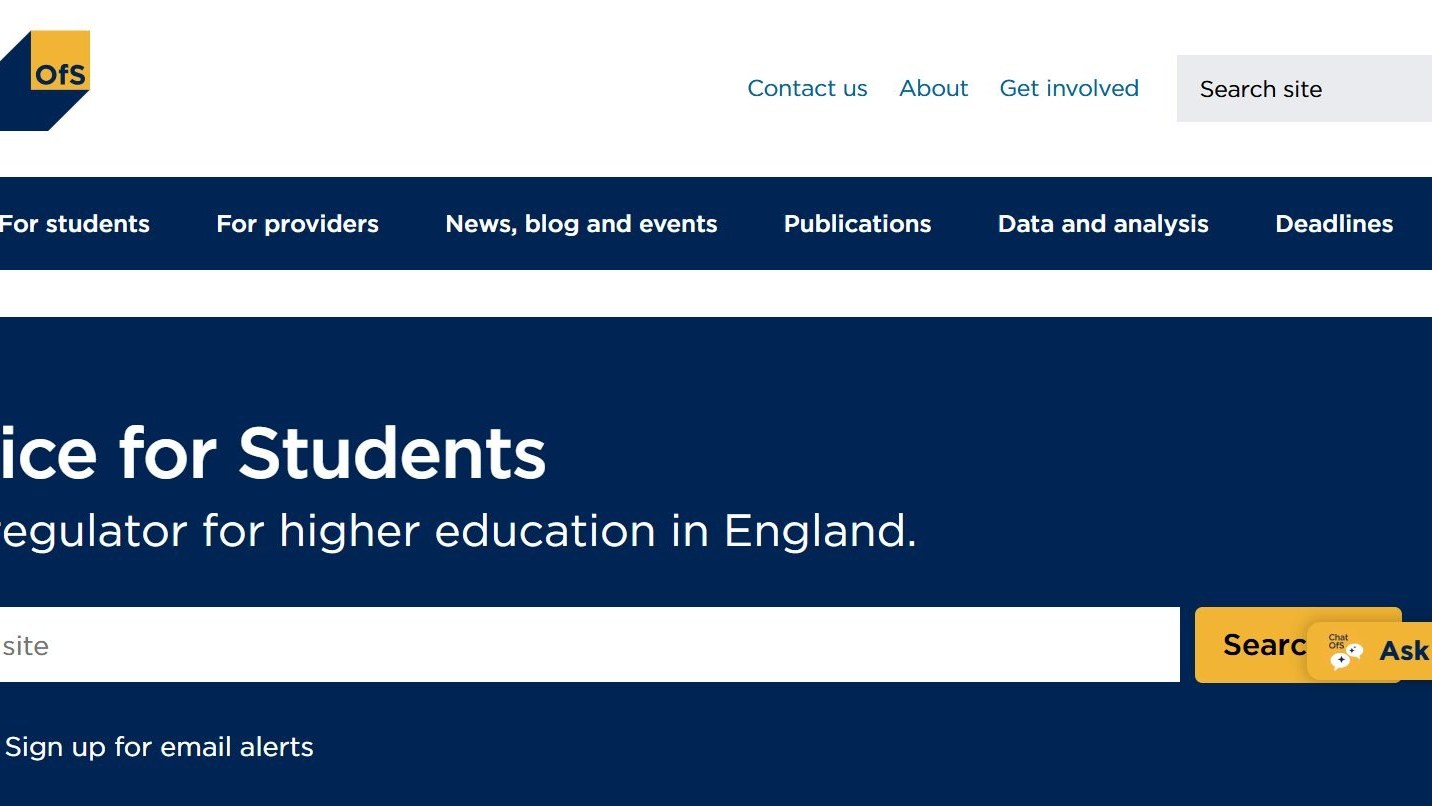 OfS
Contact us About Get involved Search site
For students For providers News, blog and events Publications Data and analysis Deadlines
ice for Students
regulator for higher education in England.
site
Searc
Chat
OfS
Ask
Sign up for email alerts